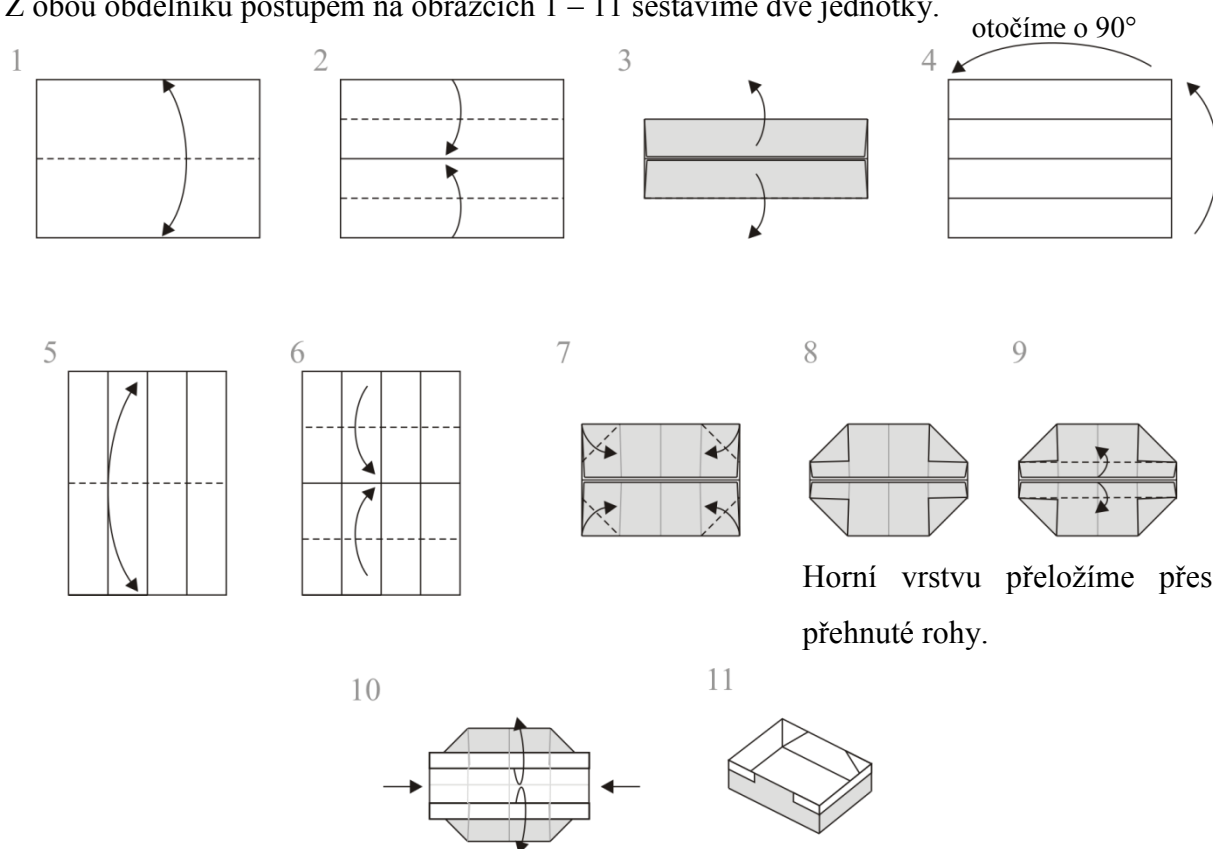 Z obou obdélníků postupem na obrázcích 1 – 11 sestavíme dvě jednotky.
otočíme o 90°
1
2
3
4
5
6
7
8
9
Horní vrstvu přeložíme přes
přehnuté rohy.
10
11